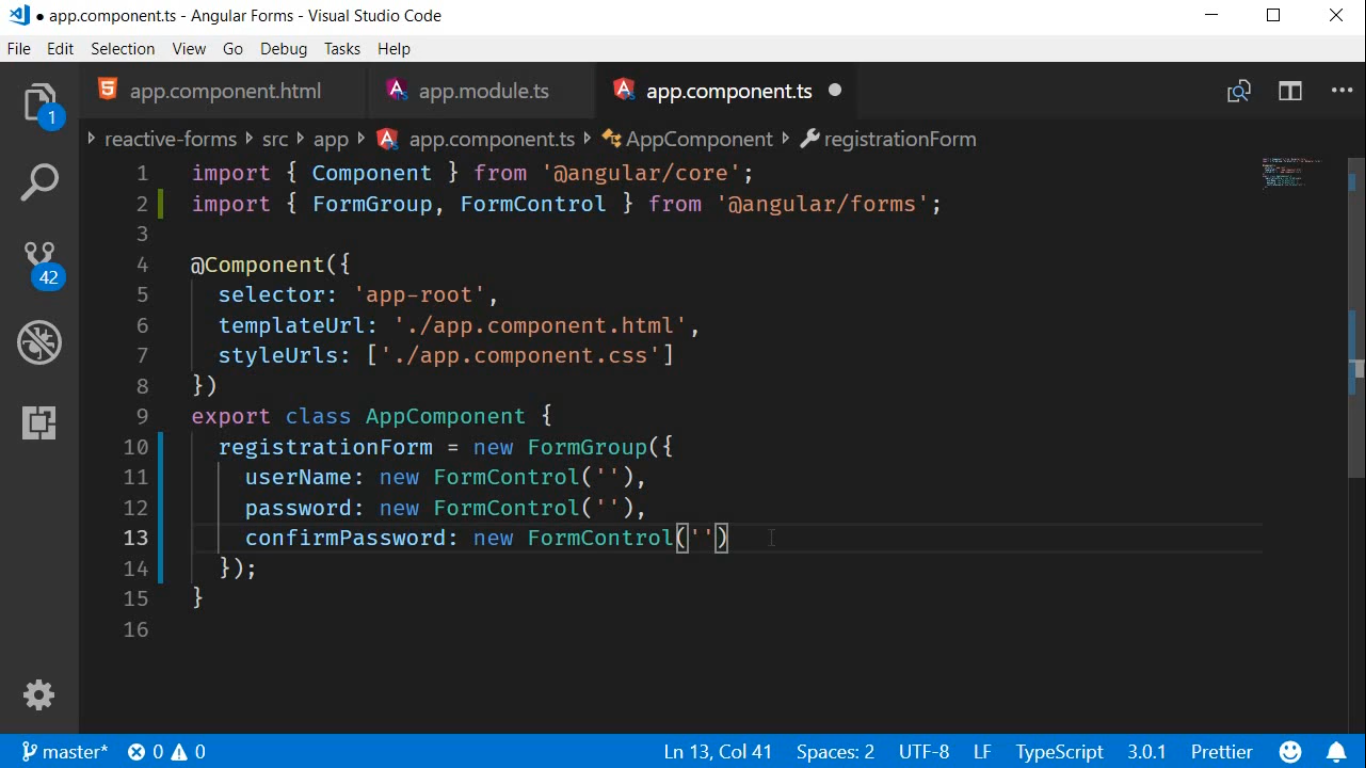 app.component.ts - Angular Forms - Visual Studio Code
File Edit Selection View Go Debug Tasks Help
app.component.html app.module.ts app.component.ts
1
reactive-forms src app app.component.ts AppComponent registrationForm
1 import { Component } from '@angular/core';
2 import { FormGroup, FormControl } from '@angular/forms';
3
4 @Component({
5 selector: 'app-root',
42
6 templateUrl: './app.component.html',
7 styleUrls: ['./app.component.css']
8 })
9 export class AppComponent {
10 registrationForm = new FormGroup({
11 userName: new FormControl(''),
12 password: new FormControl(''),
13 confirmPassword: new FormControl('')
14 });
15 }
16
master* 0 0 Ln 13, Col 41 Spaces: 2 UTF-8 LF TypeScript 3.0.1 Prettier